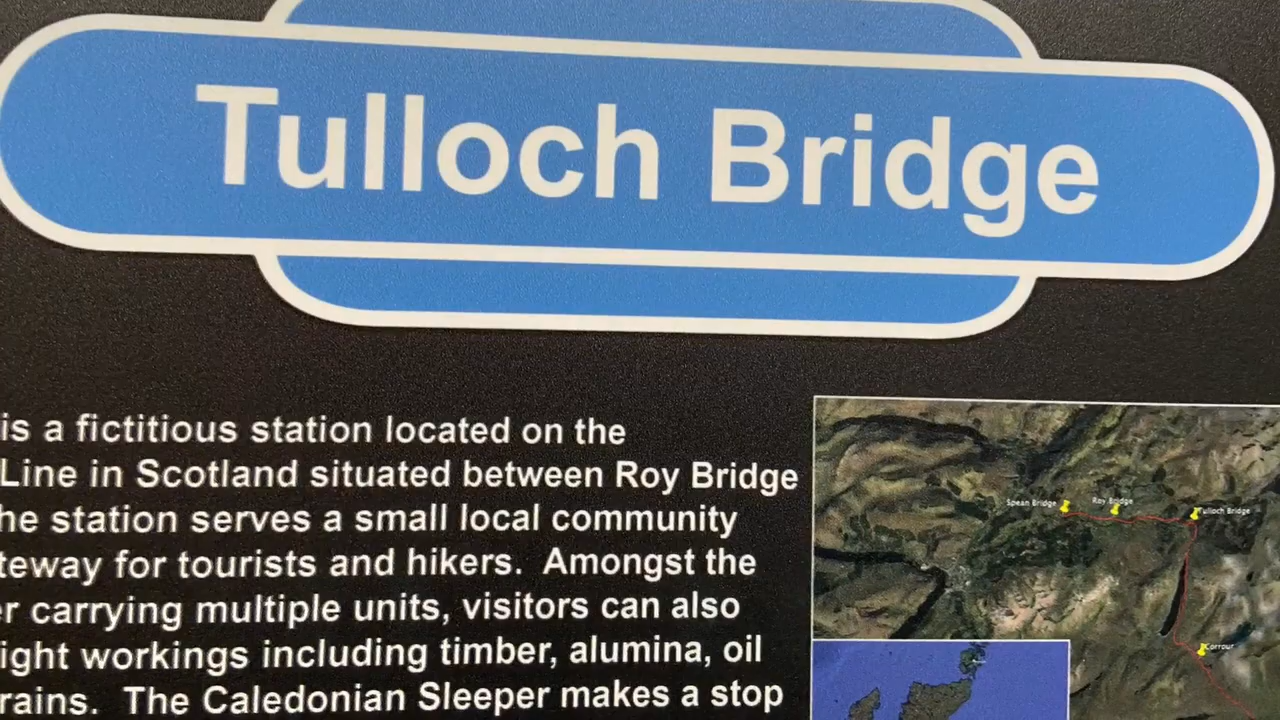 Tulloch Bridge
is a fictitious station located on the
Line in Scotland situated between Roy Bridge
he station serves a small local community
teway for tourists and hikers. Amongst the
er carrying multiple units, visitors can also
ight workings including timber, alumina, oil
rains. The Caledonian Sleeper makes a stop
Spean Bridge
Roy Bridge
Tulloch Bridge
Corrour